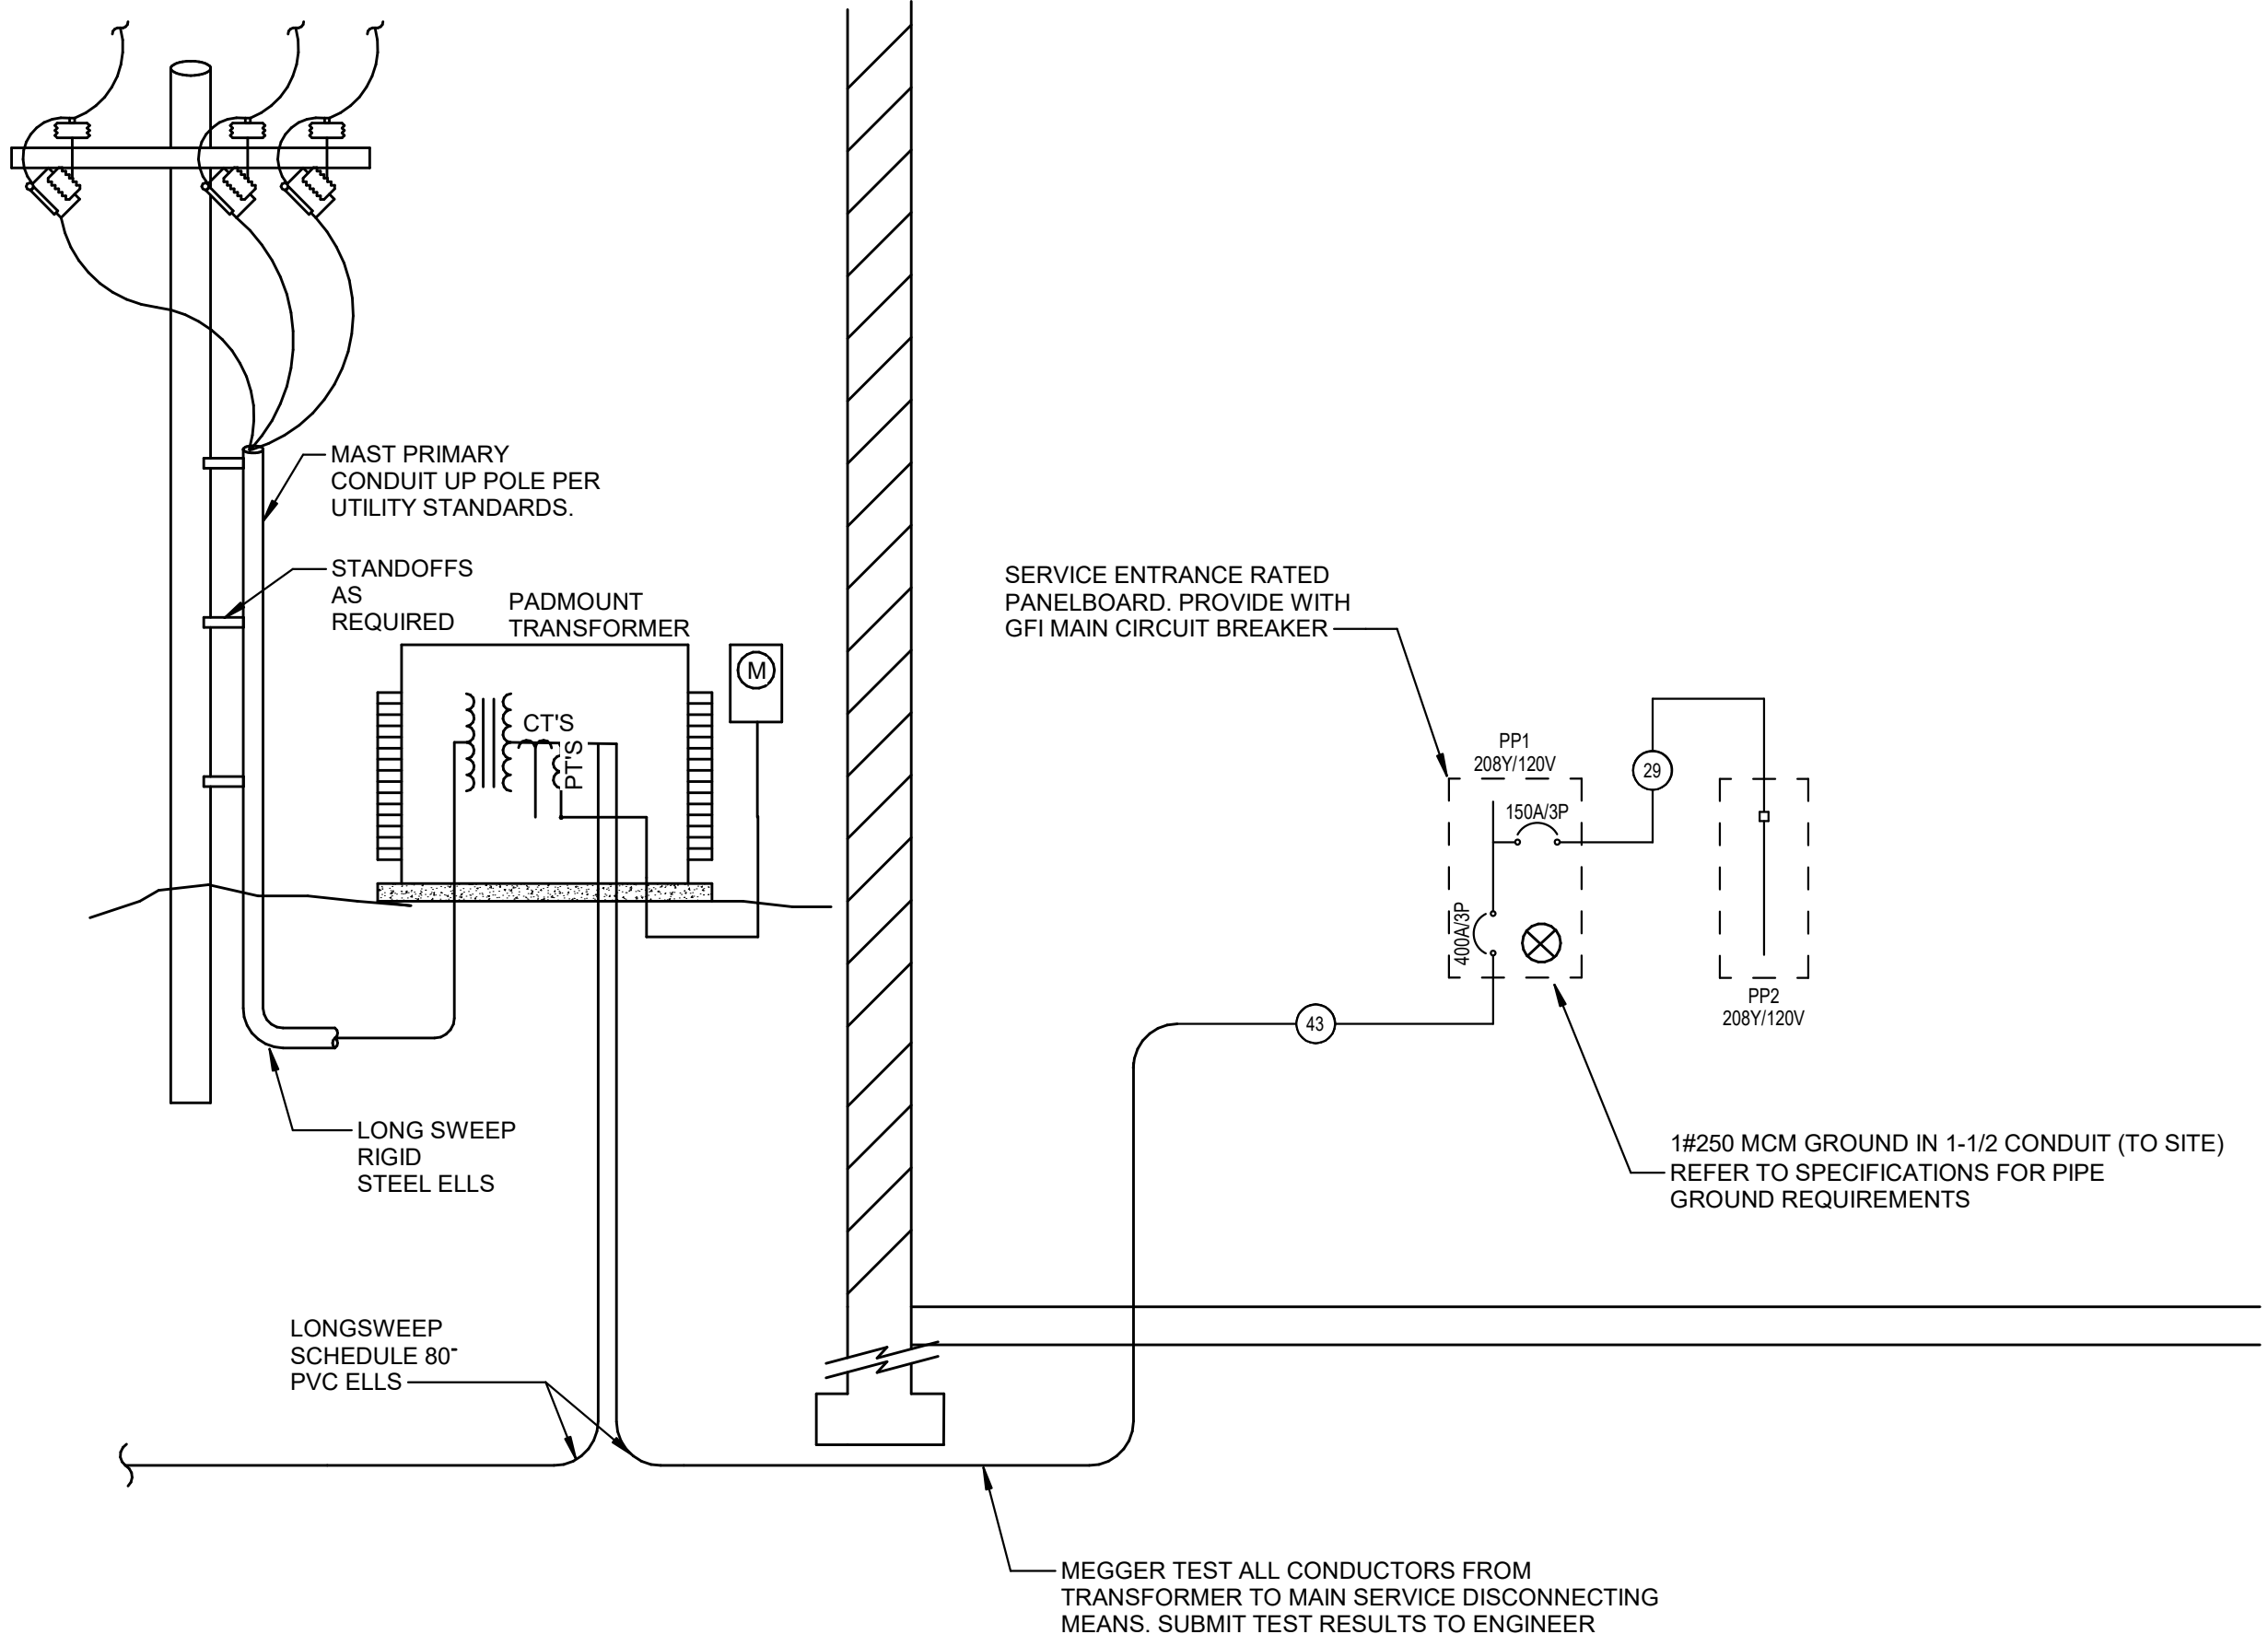 MAST PRIMARY
CONDUIT UP POLE PER
UTILITY STANDARDS.
STANDOFFS
AS
REQUIRED
PADMOUNT
TRANSFORMER
M
CT'S
PT'S
SERVICE ENTRANCE RATED
PANELBOARD. PROVIDE WITH
GFI MAIN CIRCUIT BREAKER
PP1
208Y/120V
29
150A/3P
400A/3P
PP2
208Y/120V
43
LONG SWEEP
RIGID
STEEL ELLS
1#250 MCM GROUND IN 1-1/2 CONDUIT (TO SITE)
REFER TO SPECIFICATIONS FOR PIPE
GROUND REQUIREMENTS
LONGSWEEP
SCHEDULE 80-
PVC ELLS
MEGGER TEST ALL CONDUCTORS FROM
TRANSFORMER TO MAIN SERVICE DISCONNECTING
MEANS. SUBMIT TEST RESULTS TO ENGINEER